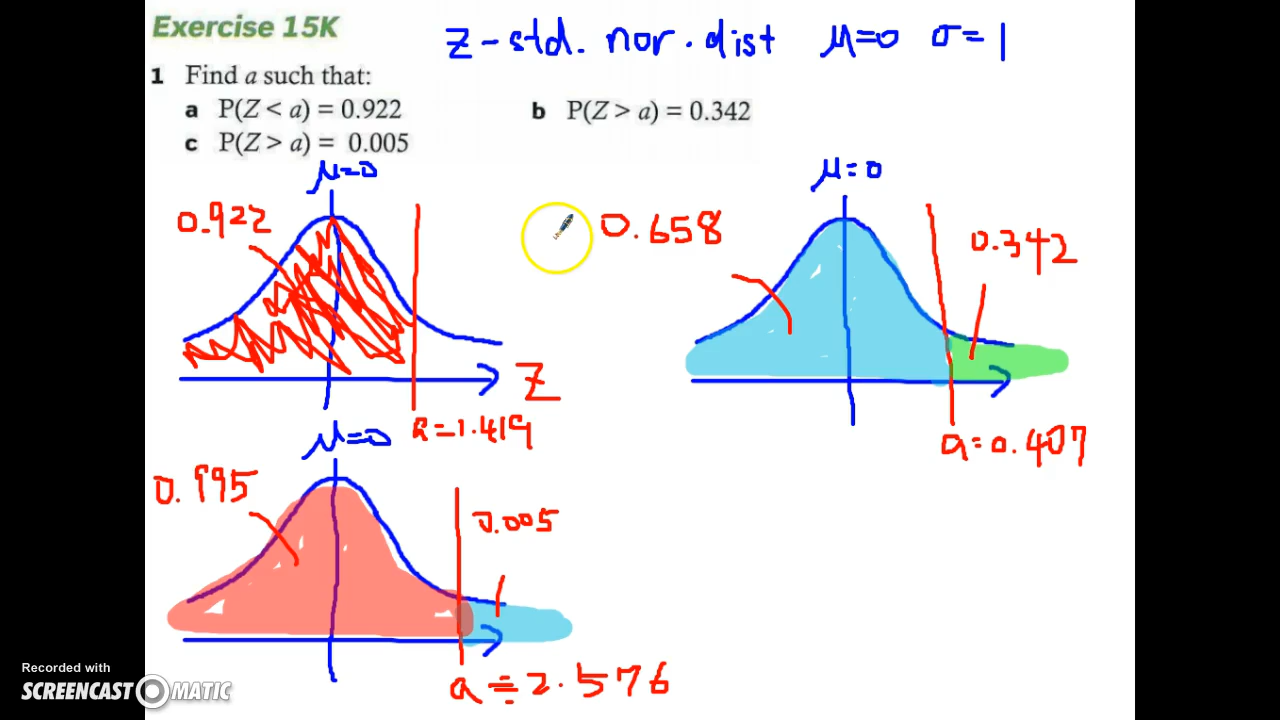 Exercise 15K
z-std. nor. dist μ=0 σ=1
1 Find a such that:
a P(Z < a) = 0.922
b P(Z > a) = 0.342
c P(Z > a) = 0.005
μ=0
μ=0
0.922
0.658
0.342
Z
a=1.419
a=0.407
μ=0
0.995
0.005
a≒2.576
Recorded with
SCREENCAST MATIC